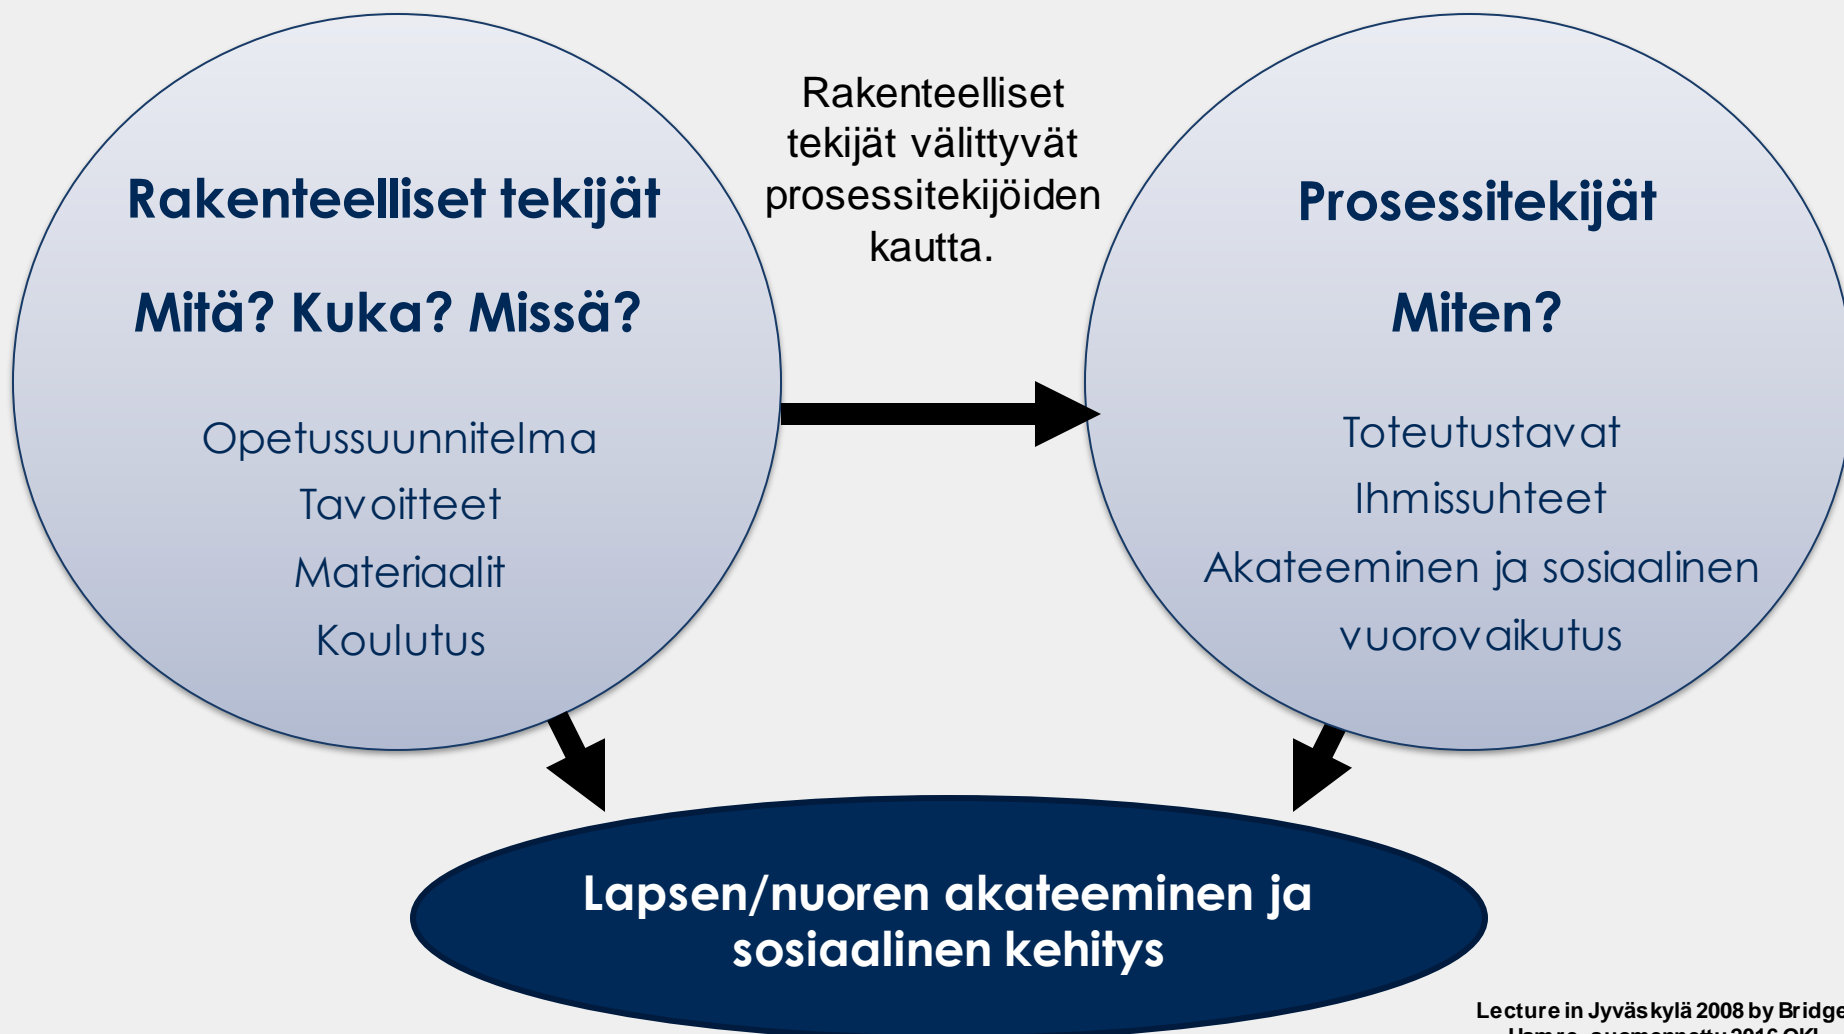 Rakenteelliset tekijät
Mitä? Kuka? Missä?
Opetussuunnitelma
Tavoitteet
Materiaalit
Koulutus
Rakenteelliset
tekijät välittyvät
prosessitekijöiden
kautta.
Prosessitekijät
Miten?
Toteutustavat
Ihmissuhteet
Akateeminen ja sosiaalinen
vuorovaikutus
Lapsen/nuoren akateeminen ja
sosiaalinen kehitys
Lecture in Jyväskylä 2008 by Bridge